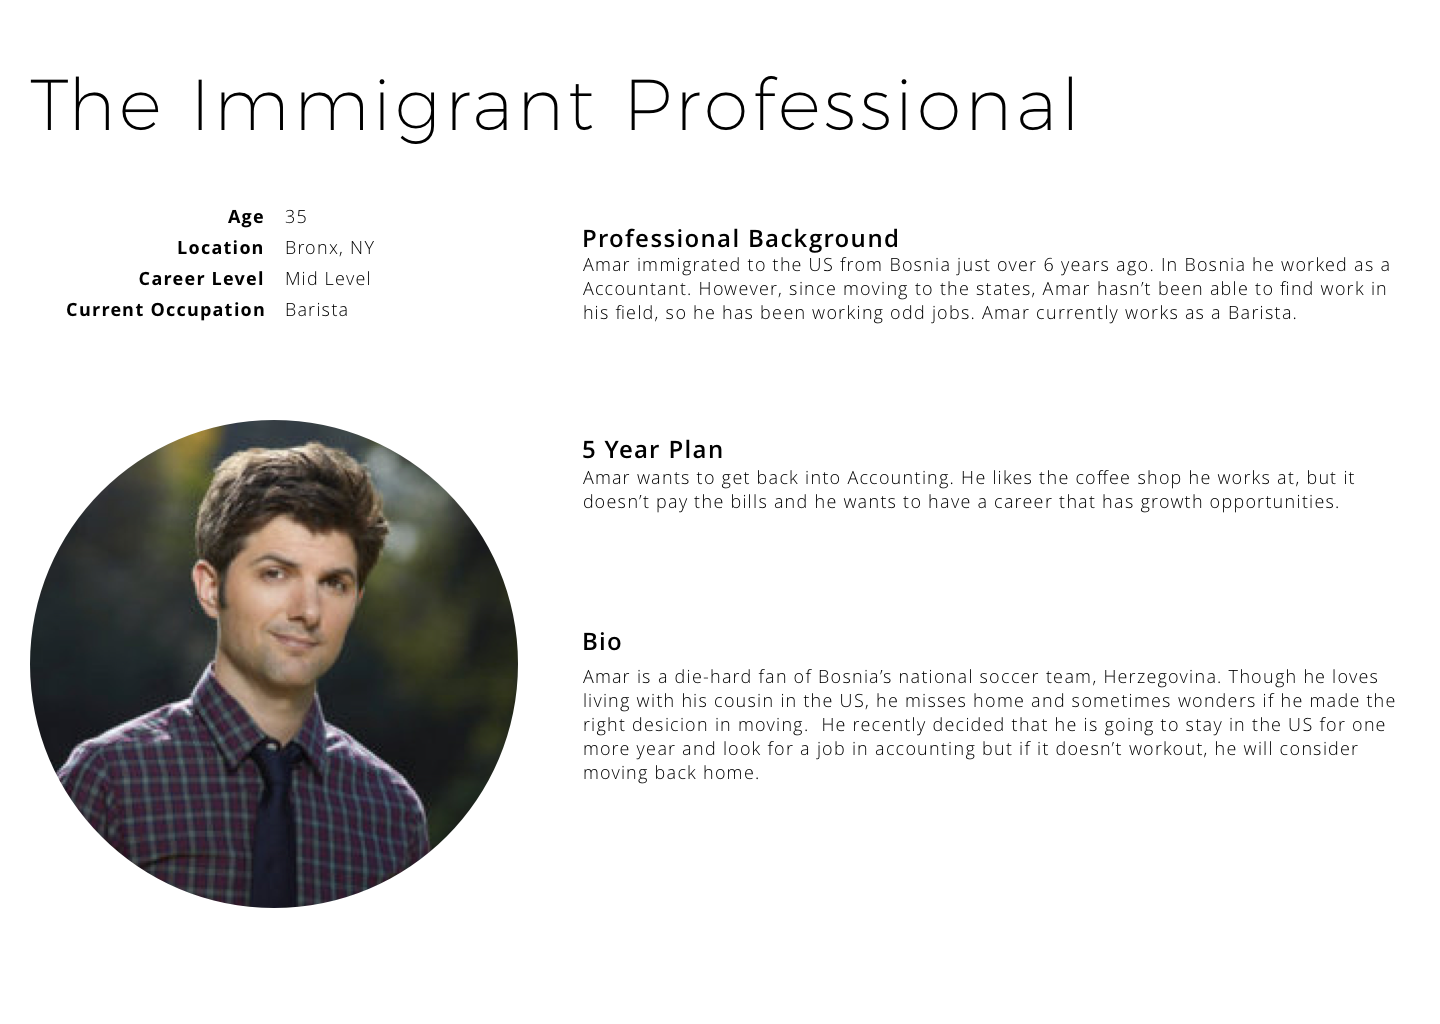 The Immigrant Professional
Age 35
Location Bronx, NY
Career Level Mid Level
Current Occupation Barista
Professional Background
Amar immigrated to the US from Bosnia just over 6 years ago. In Bosnia he worked as a
Accountant. However, since moving to the states, Amar hasn’t been able to find work in
his field, so he has been working odd jobs. Amar currently works as a Barista.
5 Year Plan
Amar wants to get back into Accounting. He likes the coffee shop he works at, but it
doesn’t pay the bills and he wants to have a career that has growth opportunities.
Bio
Amar is a die-hard fan of Bosnia’s national soccer team, Herzegovina. Though he loves
living with his cousin in the US, he misses home and sometimes wonders if he made the
right desicion in moving.  He recently decided that he is going to stay in the US for one
more year and look for a job in accounting but if it doesn’t workout, he will consider
moving back home.